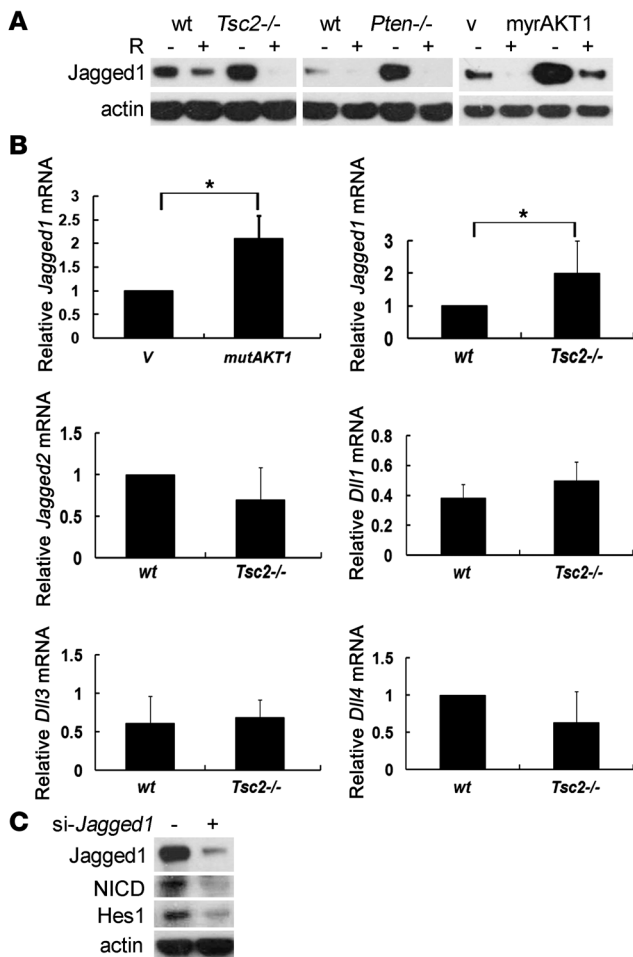 A
wt Tsc2-/- wt Pten-/- v myrAKT1
R - + - + - + - + - + - +
Jagged1
actin
B
Relative Jagged1 mRNA
3
2.5
2
1.5
1
0.5
0
V mutAKT1
*
Relative Jagged1 mRNA
3
2
1
0
wt Tsc2-/-
*
Relative Jagged2 mRNA
1.5
1
0.5
0
wt Tsc2-/-
Relative Dll1 mRNA
0.8
0.6
0.4
0.2
0
wt Tsc2-/-
Relative Dll3 mRNA
1.5
1
0.5
0
wt Tsc2-/-
Relative Dll4 mRNA
1.5
1
0.5
0
wt Tsc2-/-
C
si-Jagged1 - +
Jagged1
NICD
Hes1
actin